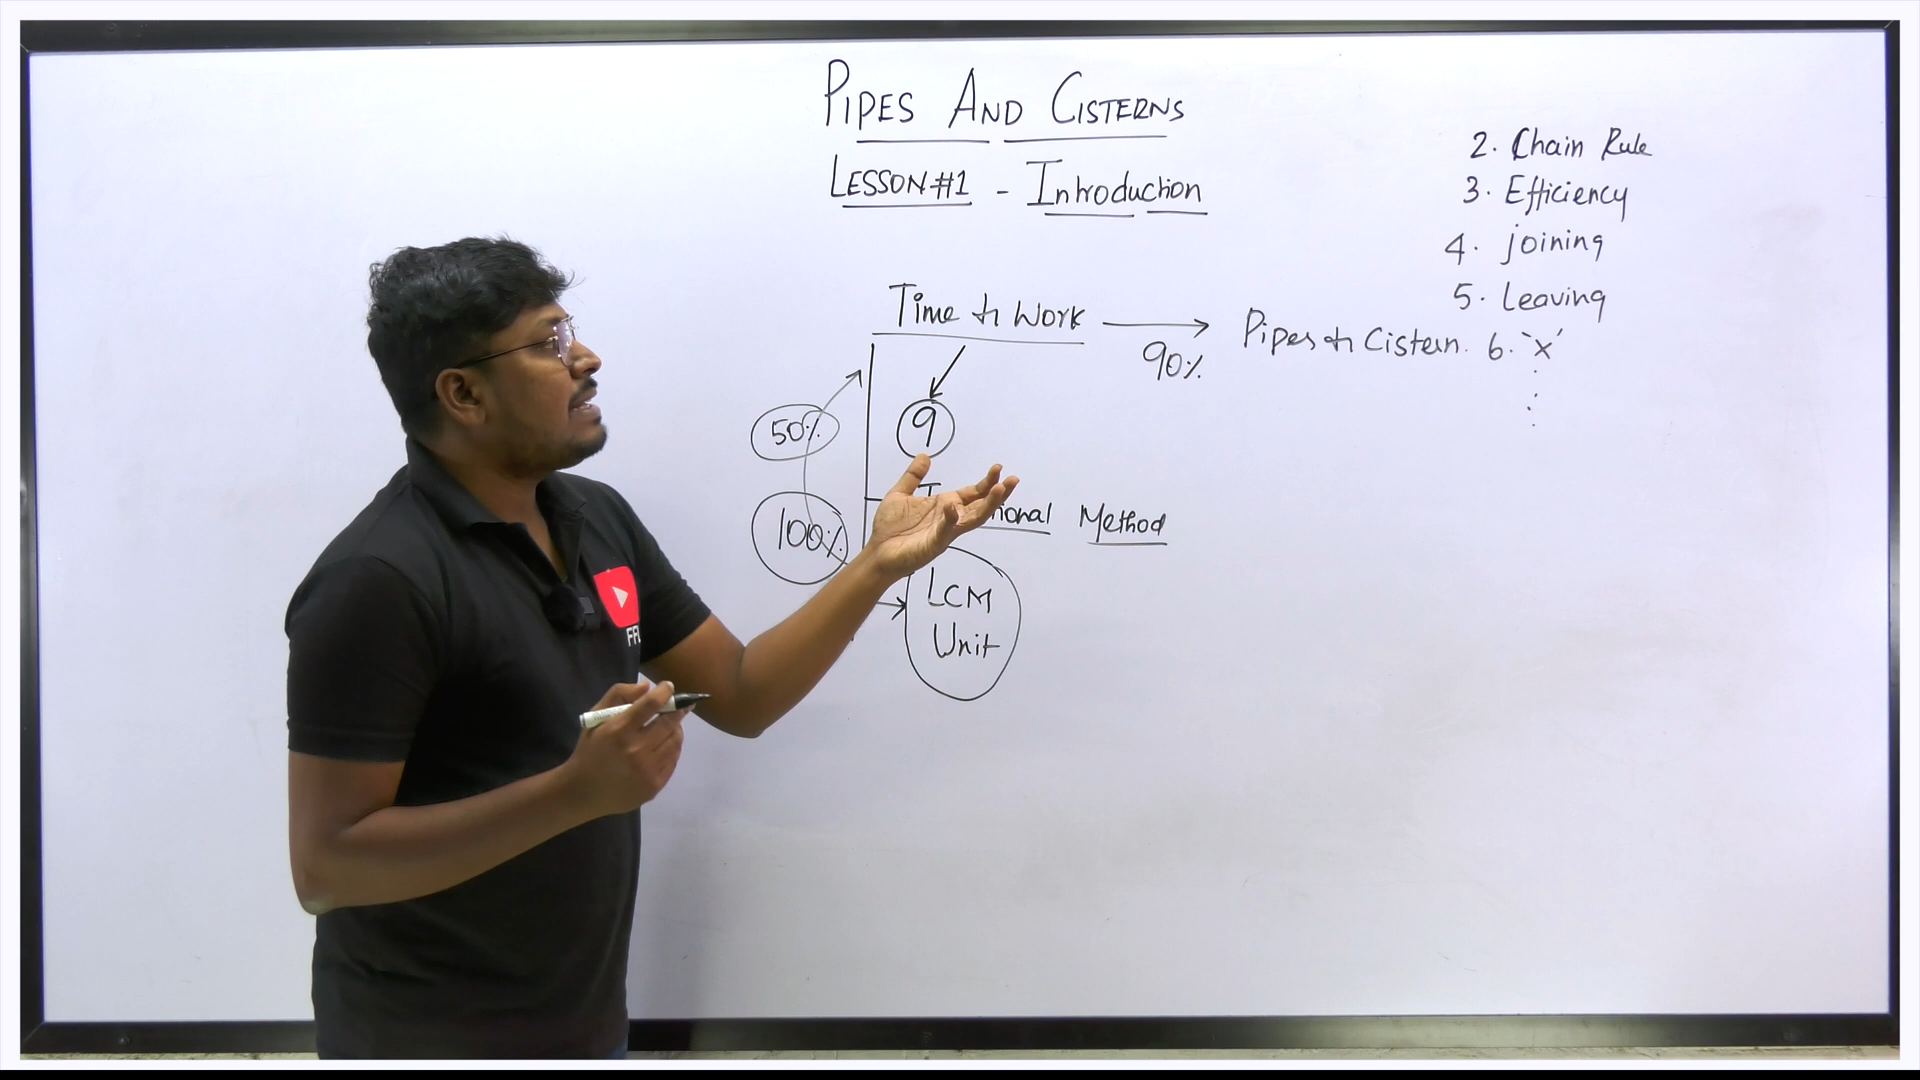 PIPES AND CISTERNS
LESSON #1 - Introduction
2. Chain Rule
3. Efficiency
4. joining
5. Leaving
Time & Work
90%
Pipes & Cistern.
6. 'x'
50%
9
100%
Method
LCM
Unit